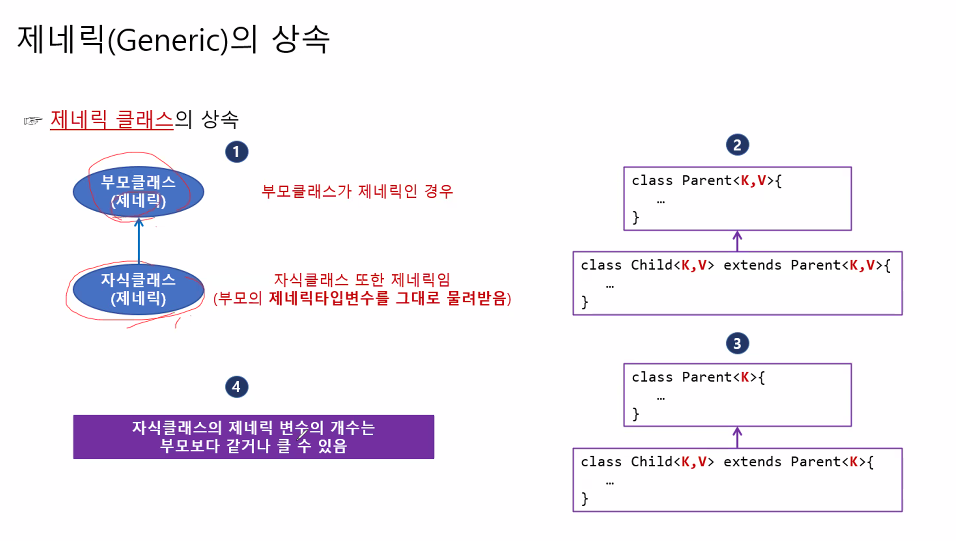 제네릭(Generic)의 상속
☞ 제네릭 클래스의 상속
1
부모클래스
(제네릭)
부모클래스가 제네릭인 경우
자식클래스
(제네릭)
자식클래스 또한 제네릭임
(부모의 제네릭타입변수를 그대로 물려받음)
2
class Parent<K,V>{
…
}
class Child<K,V> extends Parent<K,V>{
…
}
3
class Parent<K>{
…
}
class Child<K,V> extends Parent<K>{
…
}
4
자식클래스의 제네릭 변수의 개수는
부모보다 같거나 클 수 있음